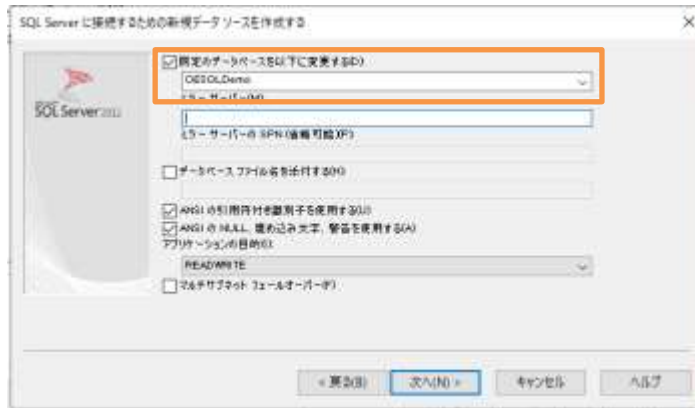 SQL Server に接続するための新規データ ソースを作成する
既定のデータベースを以下に変更する(D)
ミラー サーバー(M)
SQL Server
ミラー サーバーの SPN (省略可能)(P)
データベース ファイル名を添付する(H)
ANSI の引用符付き識別子を使用する(U)
ANSI の NULL、埋め込み文字、警告を使用する(A)
アプリケーションの目的(K):
READWRITE
マルチサブネット フェールオーバー(F)
< 戻る(B)
次へ(N) >
キャンセル
ヘルプ